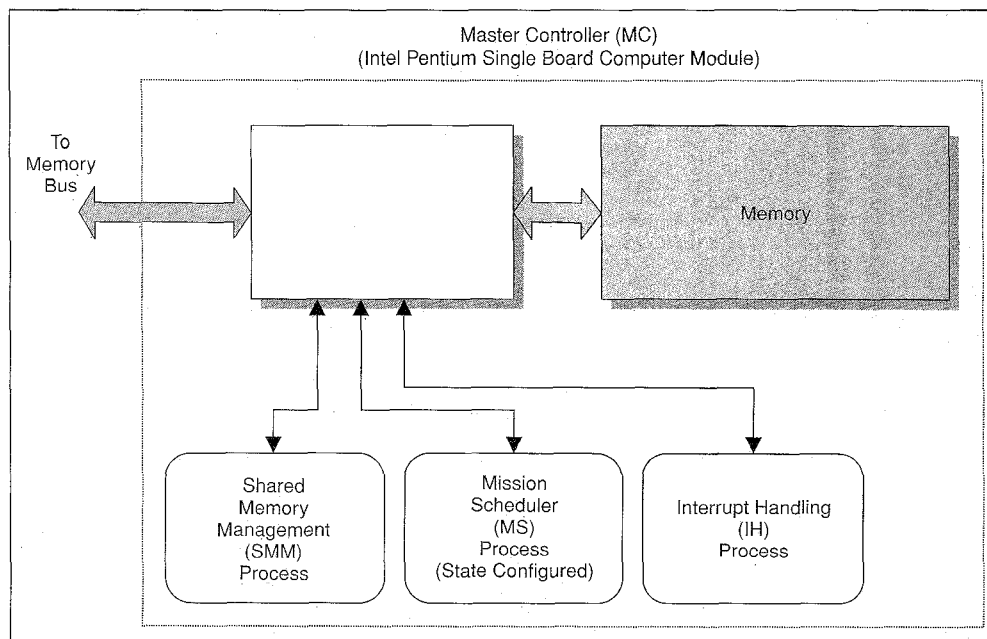 Master Controller (MC)
(Intel Pentium Single Board Computer Module)
To
Memory
Bus
Memory
Shared
Memory
Management
(SMM)
Process
Mission
Scheduler
(MS)
Process
(State Configured)
Interrupt Handling
(IH)
Process